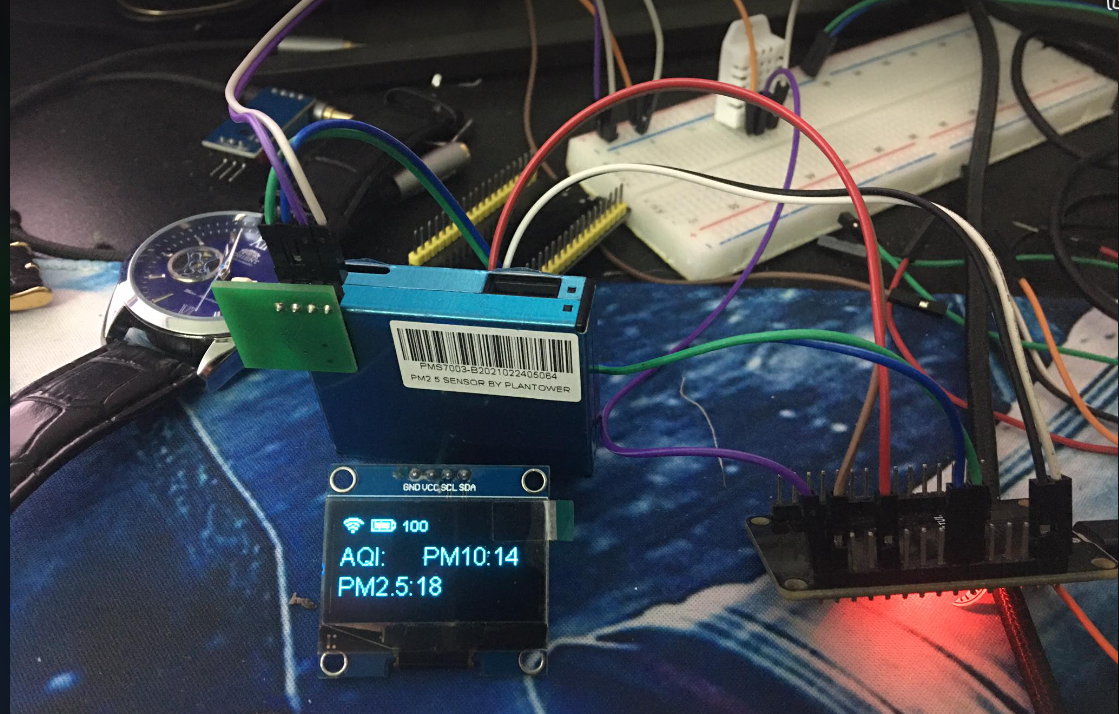 PMS7003-B2021022405064
PM2 5 SENSOR BY PLANTOWER
GND VCC SCL SDA
100
AQI: PM10:14
PM2.5:18